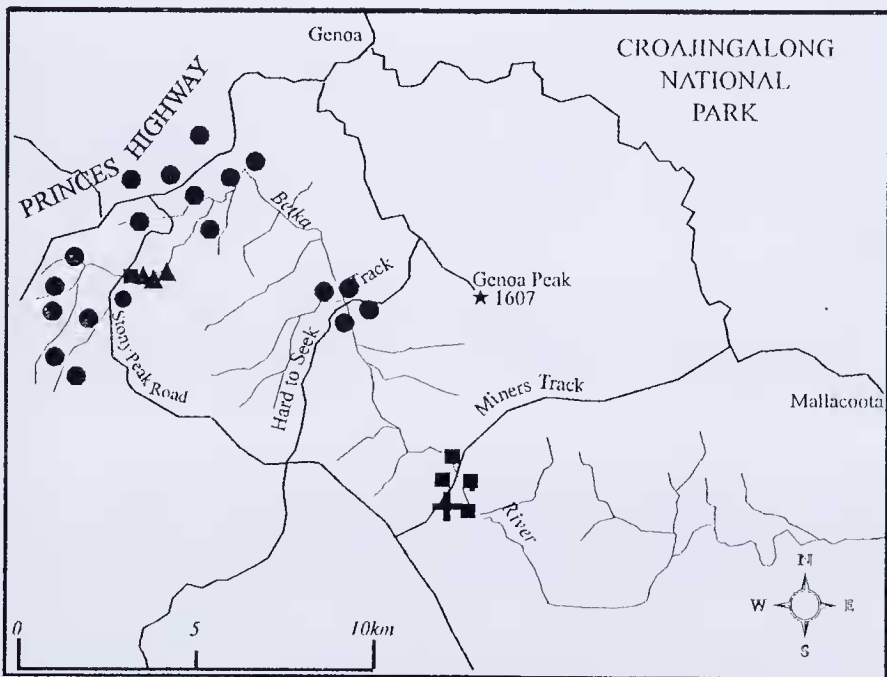 Genoa
CROAJINGALONG
NATIONAL
PARK
PRINCES HIGHWAY
Betka
Track
Genoa Peak
★ 1607
Stony Peak Road
Hard to Seek
Miners Track
Mallacoota
River
N
W E
S
0 5 10km